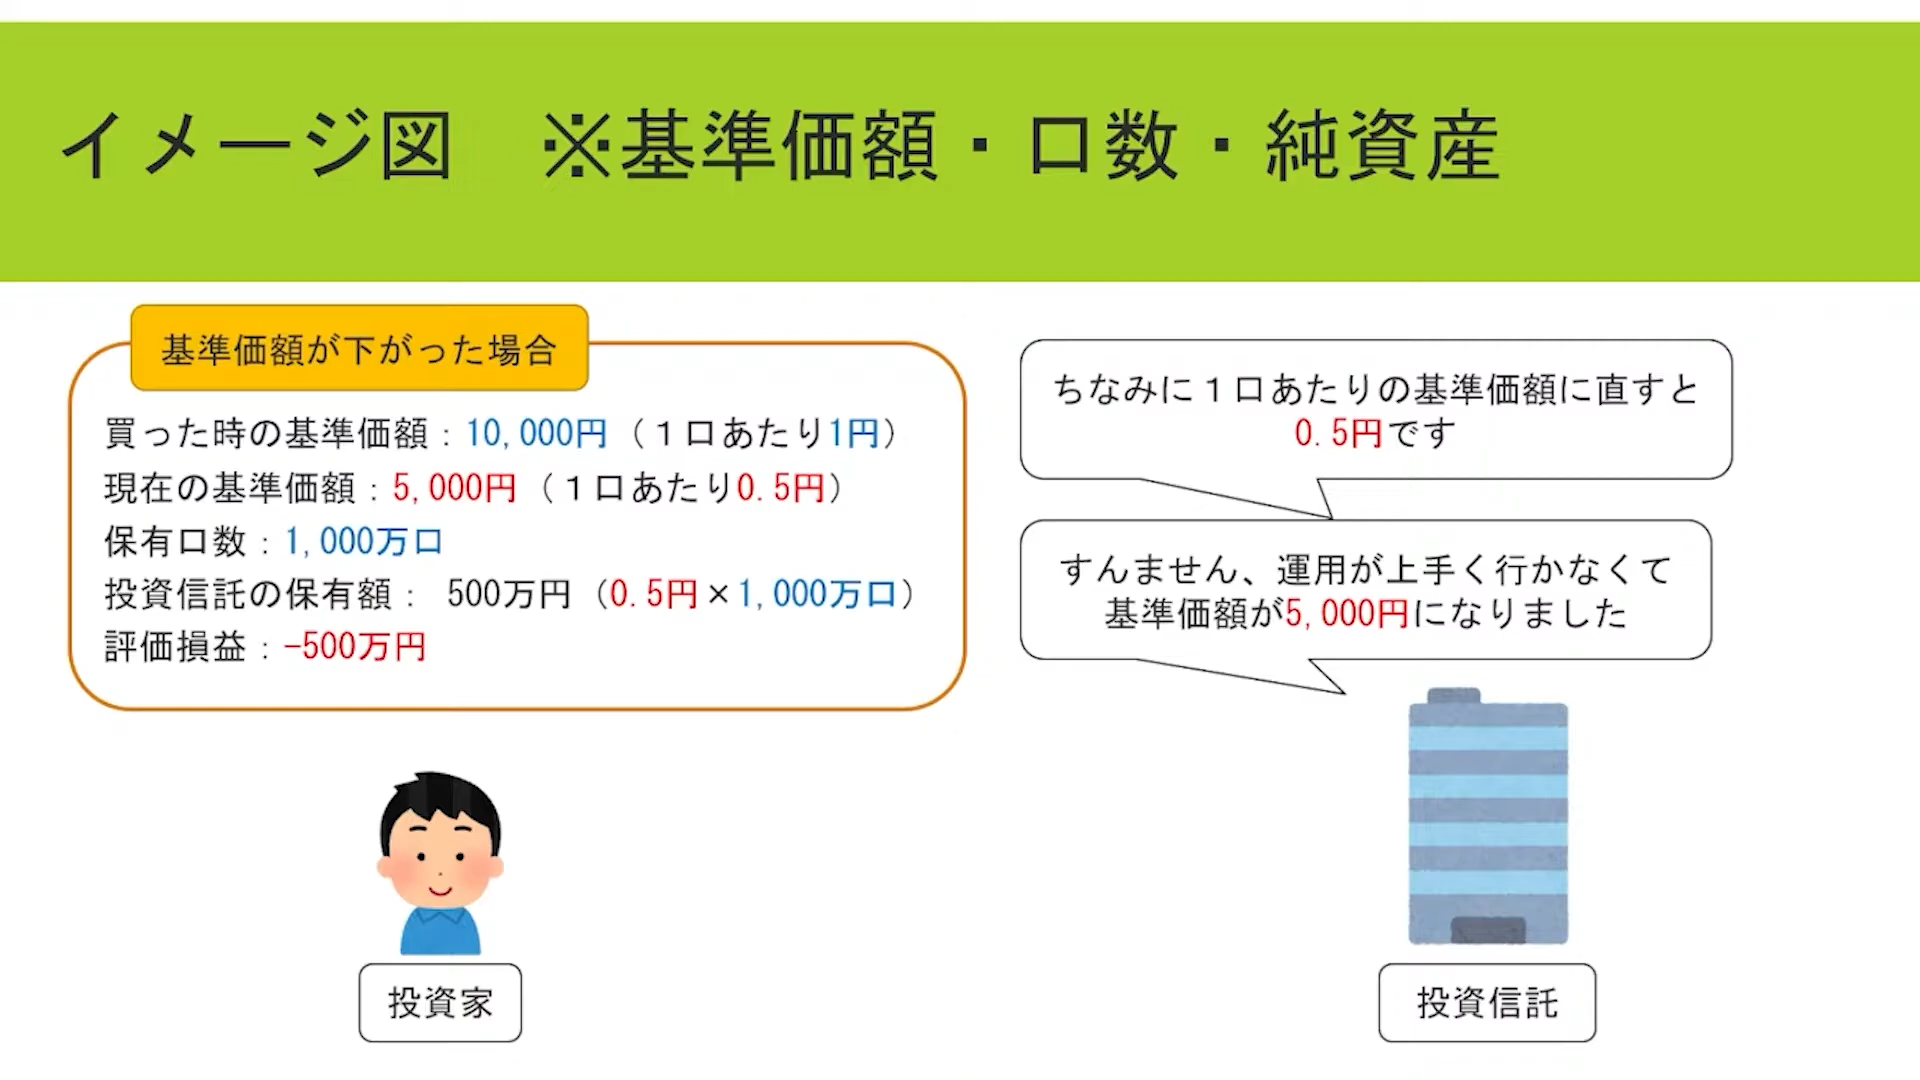 イメージ図　※基準価額・口数・純資産
基準価額が下がった場合
買った時の基準価額：10,000円（１口あたり1円）
現在の基準価額：5,000円（１口あたり0.5円）
保有口数：1,000万口
投資信託の保有額： 500万円（0.5円×1,000万口）
評価損益：-500万円
ちなみに１口あたりの基準価額に直すと
0.5円です
すんません、運用が上手く行かなくて
基準価額が5,000円になりました
投資家
投資信託